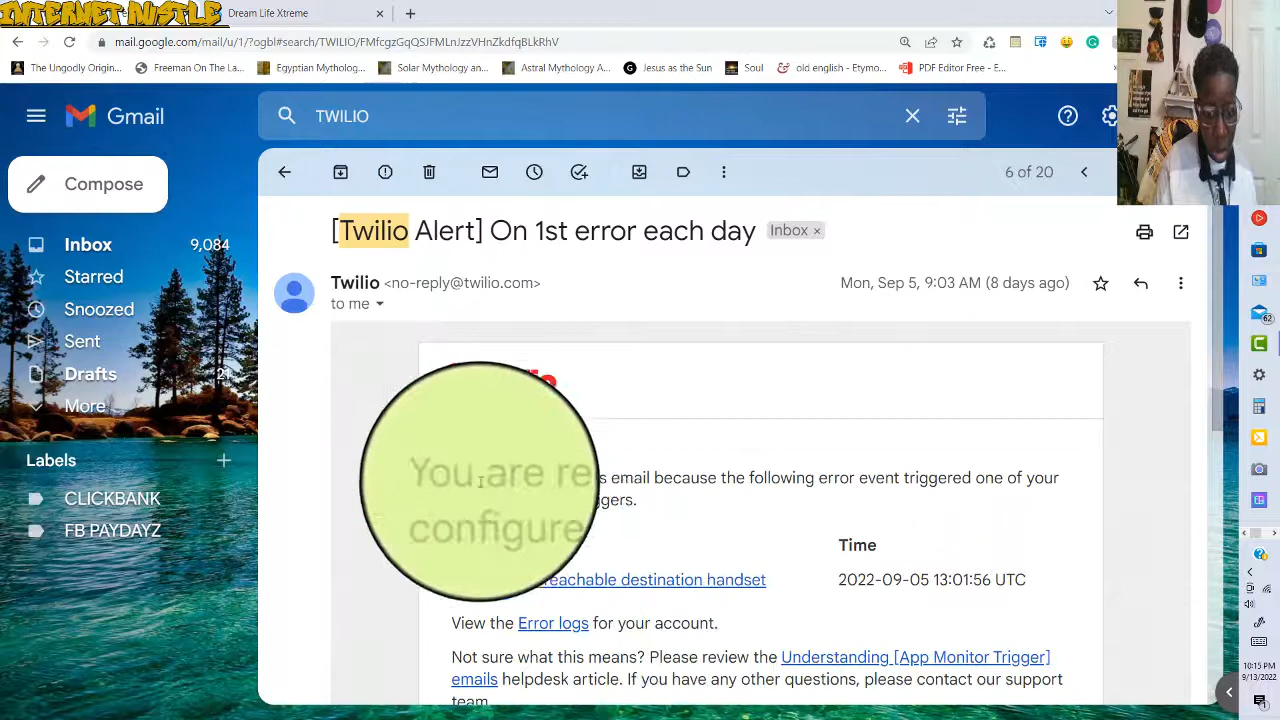 INTERNET HUSTLE
Dream Life Xtreme
mail.google.com/mail/u/1/?ogbl#search/TWILIO/
The Ungodly Origin...
Freeman On The La...
Egyptian Mytholog...
Solar Mythology A...
Astral Mythology A...
Jesus as the Sun
Soul
old english - Etymo...
PDF Editor Free - E...
Gmail
TWILIO
Compose
6 of 20
Inbox 9,084
Starred
Snoozed
Sent
Drafts 21
More
Labels
CLICKBANK
FB PAYDAYZ
[Twilio Alert] On 1st error each day
Inbox ×
Twilio <no-reply@twilio.com>
Mon, Sep 5, 9:03 AM (8 days ago)
to me
You are re
s email because the following error event triggered one of your
configure
ggers.
Time
eachable destination handset
2022-09-05 13:01:56 UTC
View the Error logs for your account.
Not sure what this means? Please review the Understanding [App Monitor Trigger]
emails helpdesk article. If you have any other questions, please contact our support
team
62
10:15 PM
9/13/2022